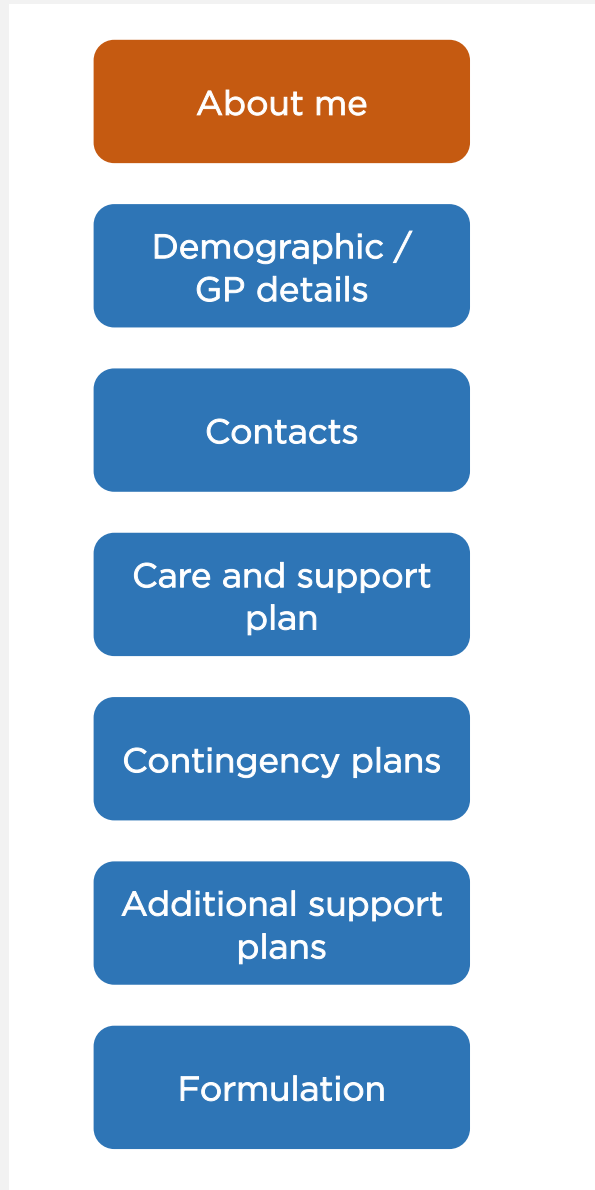 About me
Demographic /
GP details
Contacts
Care and support
plan
Contingency plans
Additional support
plans
Formulation